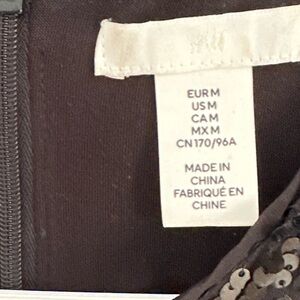 EUR M
US M
CA M
MX M
CN 170/96A
MADE IN
CHINA
FABRIQUÉ EN
CHINE